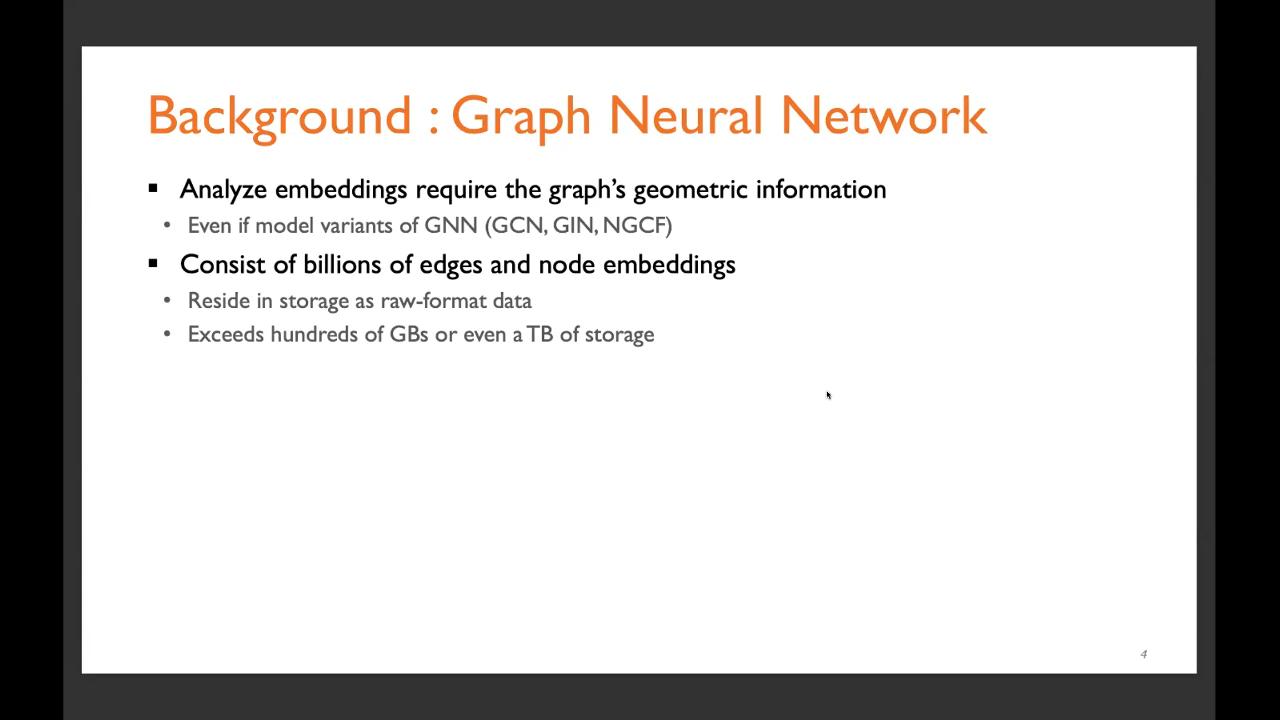 Background : Graph Neural Network
▪ Analyze embeddings require the graph’s geometric information
• Even if model variants of GNN (GCN, GIN, NGCF)
▪ Consist of billions of edges and node embeddings
• Reside in storage as raw-format data
• Exceeds hundreds of GBs or even a TB of storage
4